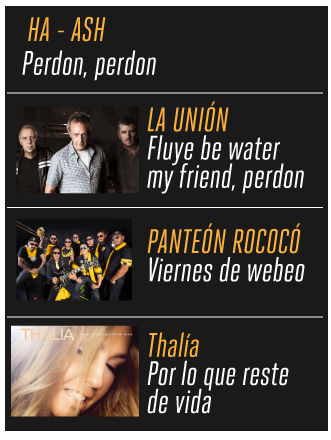 HA - ASH
Perdon, perdon
LA UNIÓN
Fluye be water
my friend, perdon
PANTEÓN ROCOCÓ
Viernes de webeo
THALIA
Thalía
Por lo que reste
de vida